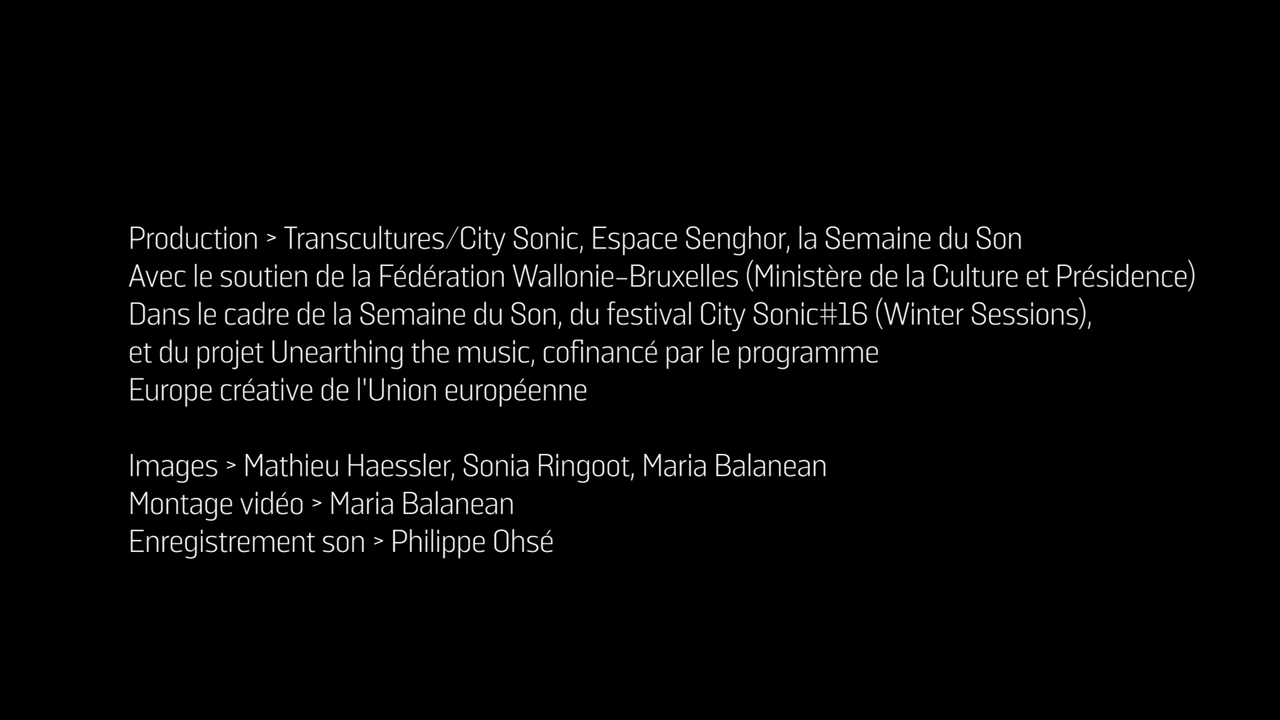 Production > Transcultures/City Sonic, Espace Senghor, la Semaine du Son
Avec le soutien de la Fédération Wallonie-Bruxelles (Ministère de la Culture et Présidence)
Dans le cadre de la Semaine du Son, du festival City Sonic#16 (Winter Sessions),
et du projet Unearthing the music, cofinancé par le programme
Europe créative de l'Union européenne
Images > Mathieu Haessler, Sonia Ringoot, Maria Balanean
Montage vidéo > Maria Balanean
Enregistrement son > Philippe Ohsé